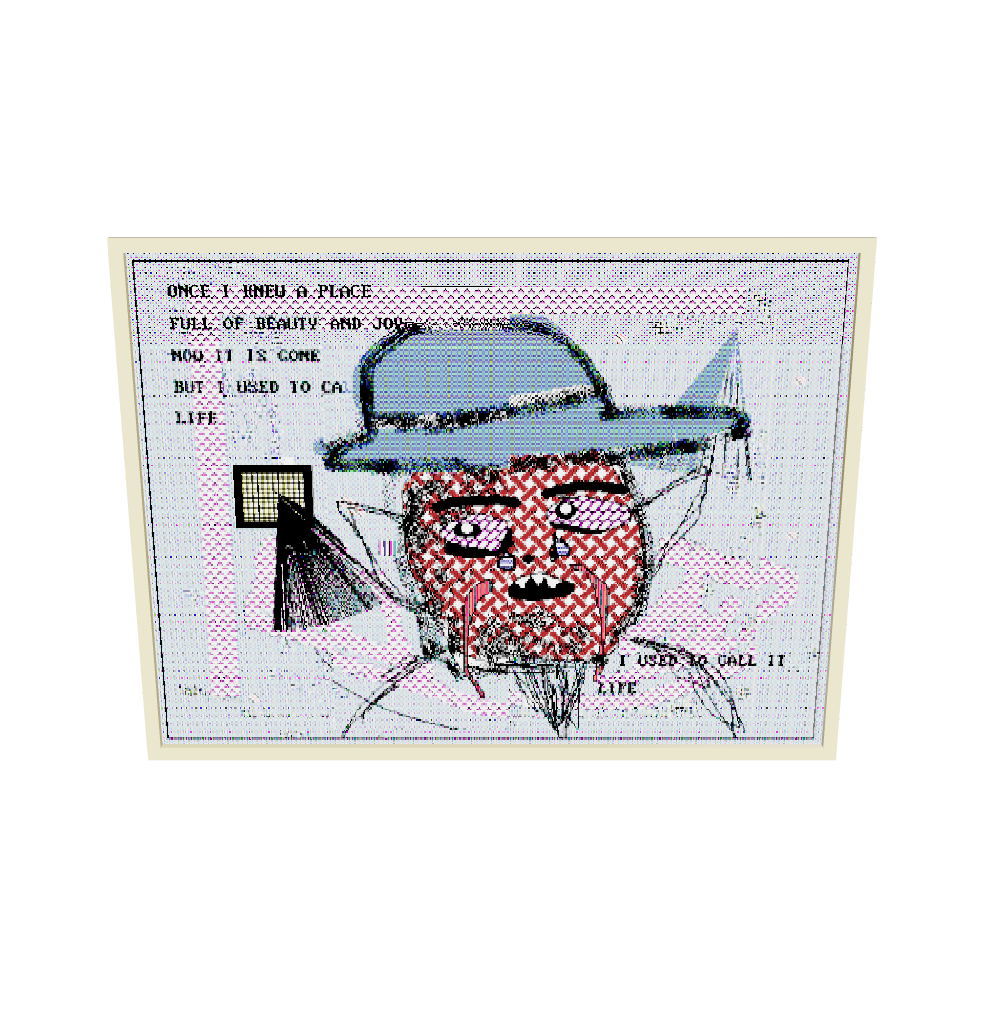 ONCE I KNEW A PLACE
FULL OF BEAUTY AND JOY
NOW IT IS GONE
BUT I USED TO CA
LIFE
I USED TO CALL IT
LIFE